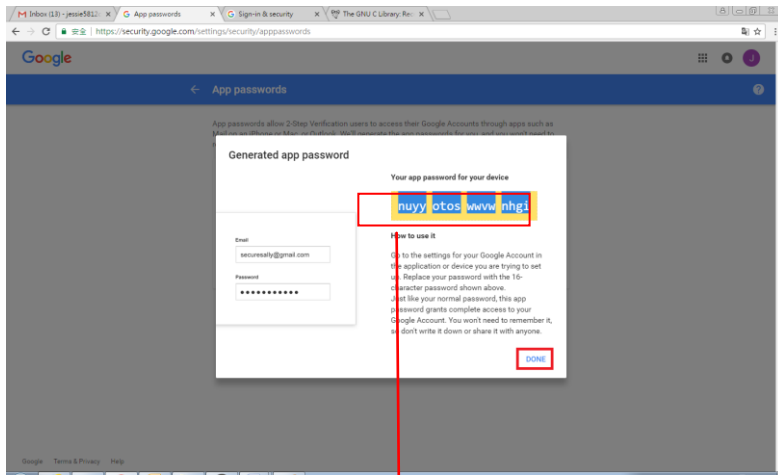 Inbox (13) - jessie5812
App passwords
Sign-in & security
The GNU C Library: Re
安全 | https://security.google.com/settings/security/apppasswords
Google
J
← App passwords
App passwords allow 2-Step Verification users to access their Google Accounts through apps such as
Mail on an iPhone or Mac, or Outlook. We'll generate the app passwords for you, and you won't need to
Generated app password
Your app password for your device
nuyy otos wwvw nhgi
Email
securesally@gmail.com
Password
How to use it
Go to the settings for your Google Account in
the application or device you are trying to set
up. Replace your password with the 16-
character password shown above.
Just like your normal password, this app
password grants complete access to your
Google Account. You won't need to remember it,
so don't write it down or share it with anyone.
DONE
Google Terms & Privacy Help